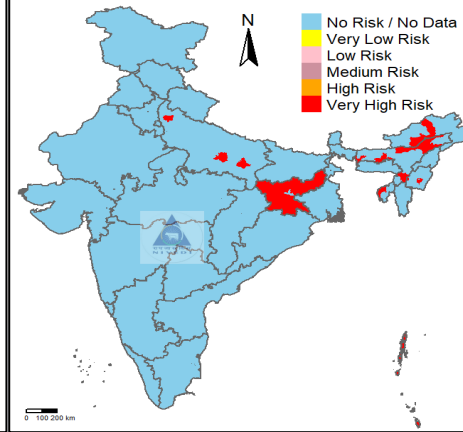 N
No Risk / No Data
Very Low Risk
Low Risk
Medium Risk
High Risk
Very High Risk
0 100 200 km